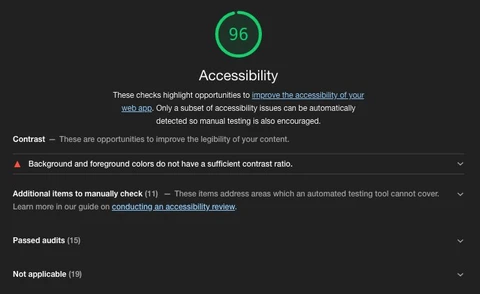 96
Accessibility
These checks highlight opportunities to improve the accessibility of your
web app. Only a subset of accessibility issues can be automatically
detected so manual testing is also encouraged.
Contrast — These are opportunities to improve the legibility of your content.
Background and foreground colors do not have a sufficient contrast ratio.
Additional items to manually check (11) — These items address areas which an automated testing tool cannot cover.
Learn more in our guide on conducting an accessibility review.
Passed audits (15)
Not applicable (19)